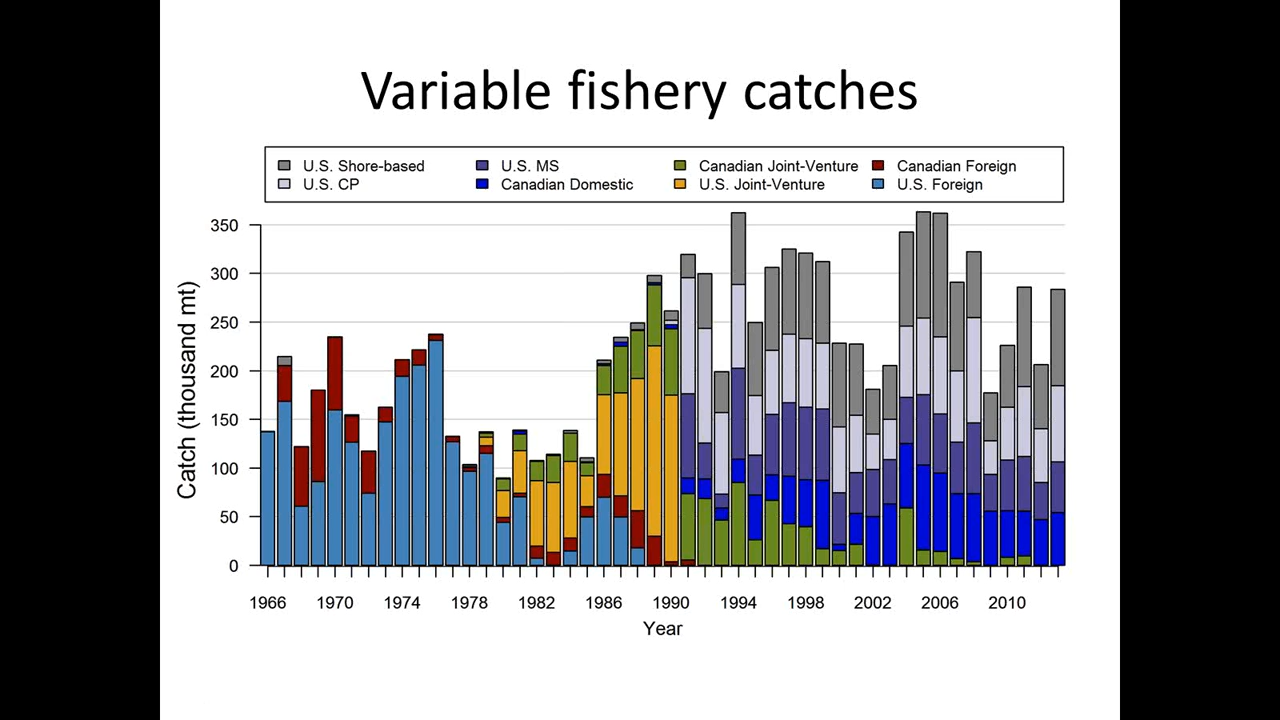 Variable fishery catches
U.S. Shore-based U.S. MS Canadian Joint-Venture Canadian Foreign
U.S. CP Canadian Domestic U.S. Joint-Venture U.S. Foreign
350
300
250
200
150
100
50
0
Catch (thousand mt)
1966 1970 1974 1978 1982 1986 1990 1994 1998 2002 2006 2010
Year